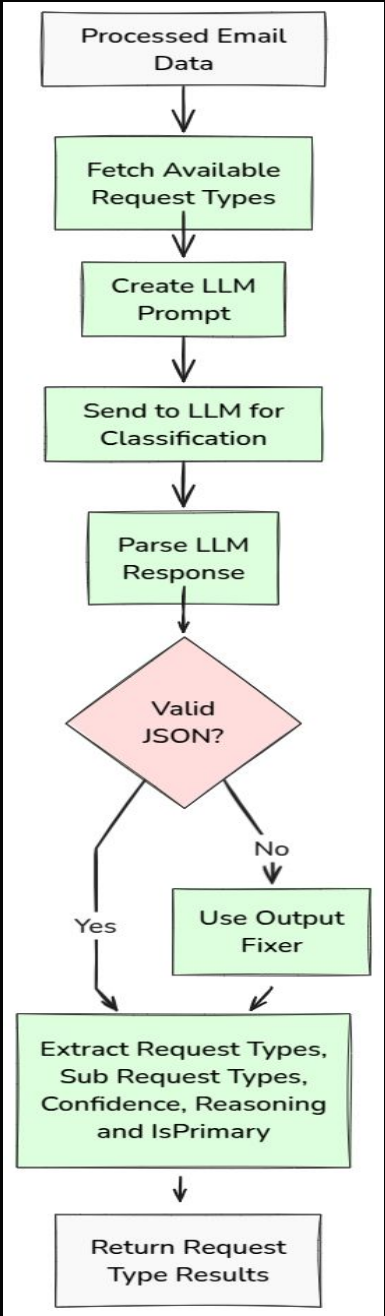 Processed Email
Data
Fetch Available
Request Types
Create LLM
Prompt
Send to LLM for
Classification
Parse LLM
Response
Valid
JSON?
No
Yes
Use Output
Fixer
Extract Request Types,
Sub Request Types,
Confidence, Reasoning
and IsPrimary
Return Request
Type Results